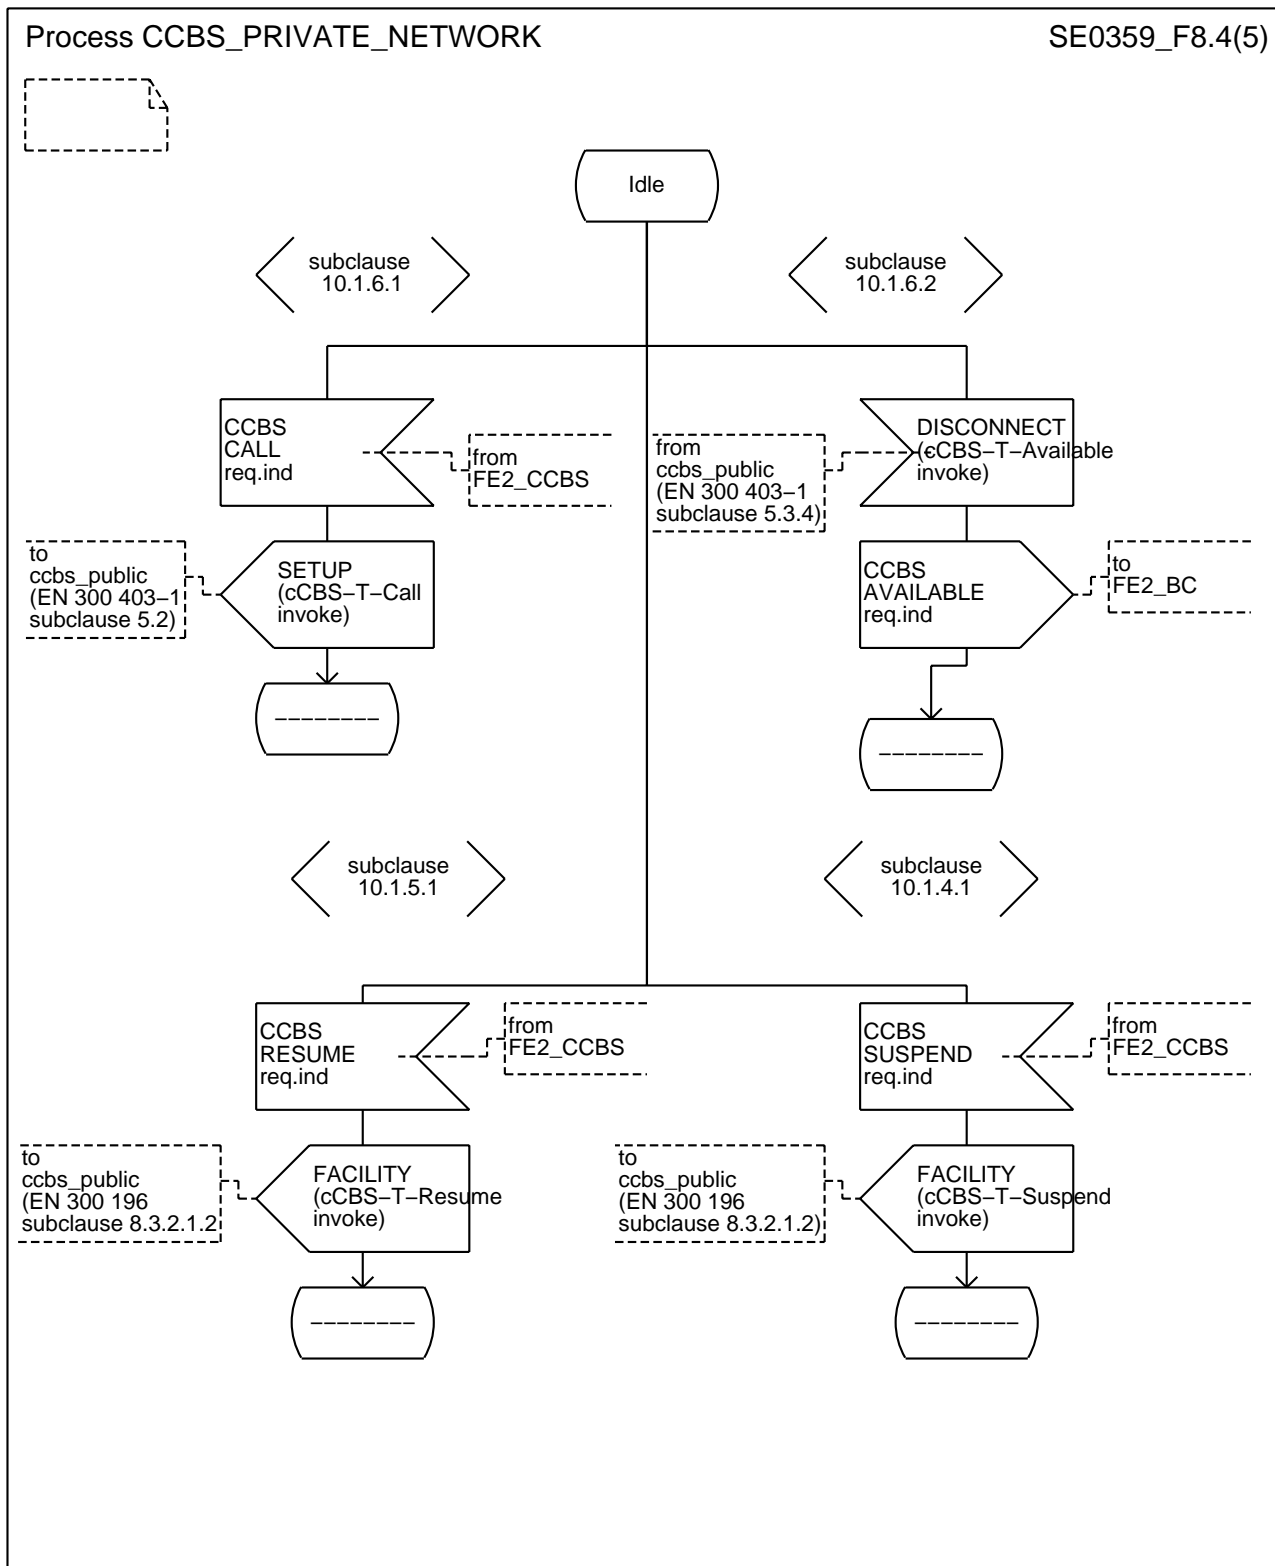 Process CCBS_PRIVATE_NETWORK
SE0359_F8.4(5)
Idle
subclause
10.1.6.1
subclause
10.1.6.2
CCBS
CALL
req.ind
from
FE2_CCBS
from
ccbs_public
(EN 300 403–1
subclause 5.3.4)
DISCONNECT
(cCBS–T–Available
invoke)
to
ccbs_public
(EN 300 403–1
subclause 5.2)
SETUP
(cCBS–T–Call
invoke)
CCBS
AVAILABLE
req.ind
to
FE2_BC
––––––––
––––––––
subclause
10.1.5.1
subclause
10.1.4.1
CCBS
RESUME
req.ind
from
FE2_CCBS
CCBS
SUSPEND
req.ind
from
FE2_CCBS
to
ccbs_public
(EN 300 196
subclause 8.3.2.1.2
FACILITY
(cCBS–T–Resume
invoke)
to
ccbs_public
(EN 300 196
subclause 8.3.2.1.2)
FACILITY
(cCBS–T–Suspend
invoke)
––––––––
––––––––